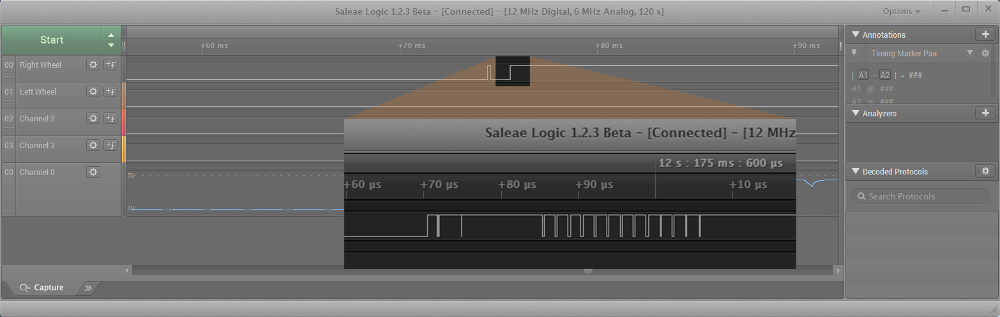 Saleae Logic 1.2.3 Beta - [Connected] - [12 MHz Digital, 6 MHz Analog, 120 s]
Options
Start
+60 ms
+70 ms
+80 ms
+90 ms
00 Right Wheel
01 Left Wheel
02 Channel 2
03 Channel 3
00 Channel 0
5V
Annotations
Timing Marker Pair
| A1 - A2 | = ###
A1 @ ###
A2 @ ###
Analyzers
Decoded Protocols
Search Protocols
Saleae Logic 1.2.3 Beta - [Connected] - [12 MHz
12 s : 175 ms : 600 µs
+60 µs
+70 µs
+80 µs
+90 µs
+10 µs
Capture